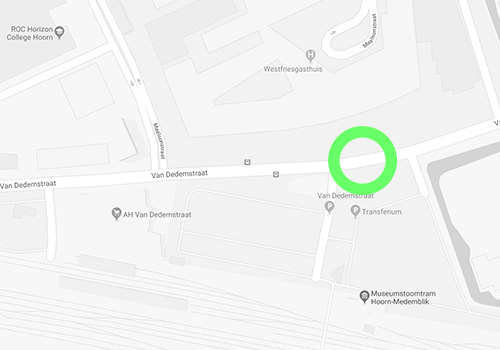 ROC Horizon
College Hoorn
Maelsonstraat
H
Westfriesgasthuis
Maelsonstraat
Van Dedemstraat
Van Dedemstraat
Van Dedemstraat
P
P
Transferium
AH Van Dedemstraat
Museumstoomtram
Hoorn-Medemblik